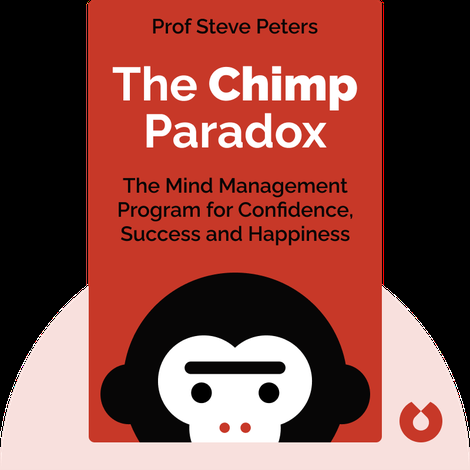 Prof Steve Peters
The Chimp
Paradox
The Mind Management
Program for Confidence,
Success and Happiness